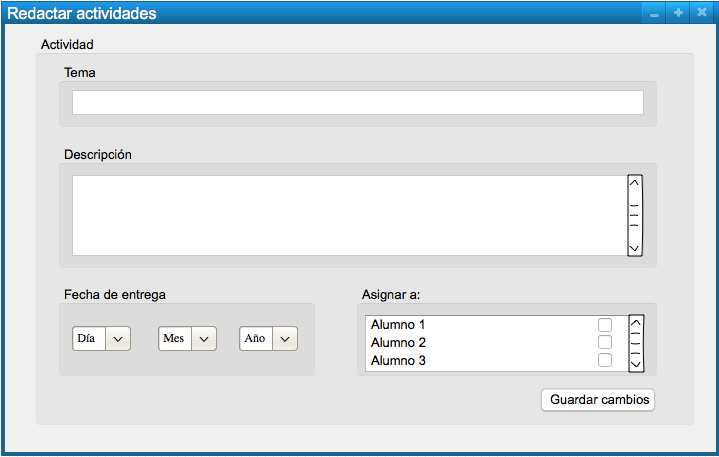 Redactar actividades
Actividad
Tema
Descripción
Fecha de entrega
Día Mes Año
Asignar a:
Alumno 1
Alumno 2
Alumno 3
Guardar cambios